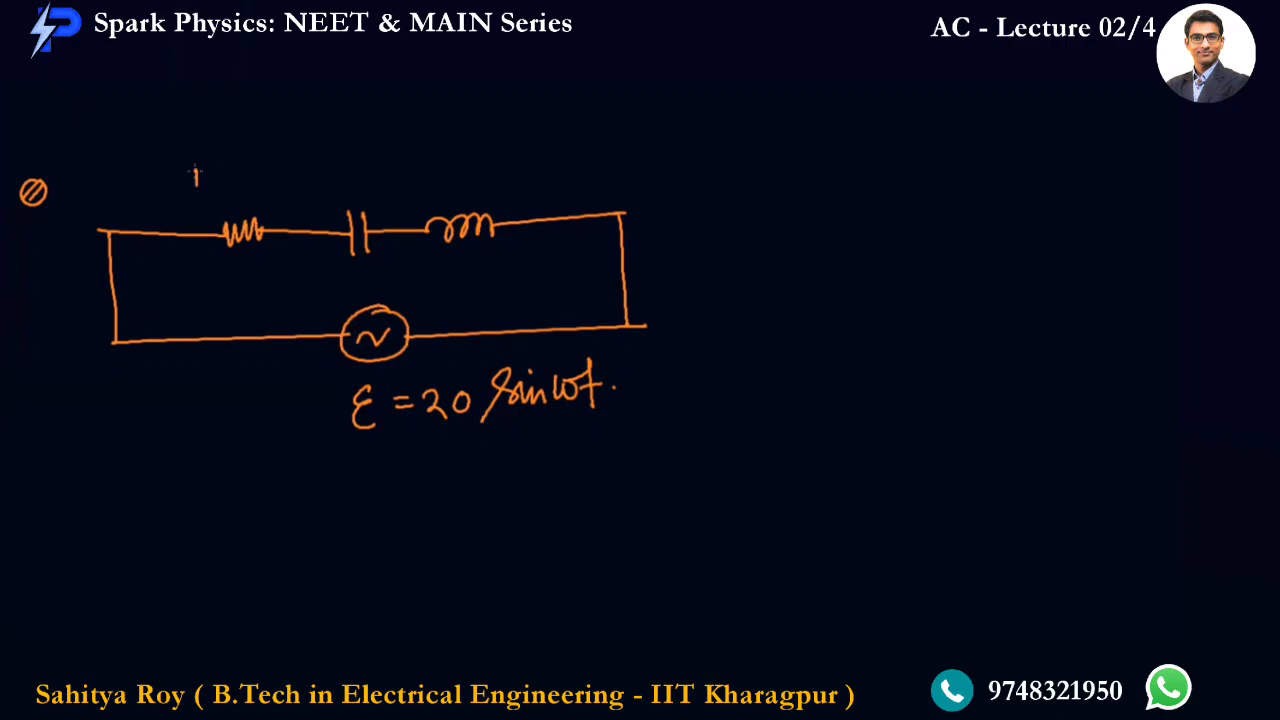 Spark Physics: NEET & MAIN Series
AC - Lecture 02/4
ε = 20 sin ωt.
Sahitya Roy ( B.Tech in Electrical Engineering - IIT Kharagpur )
9748321950